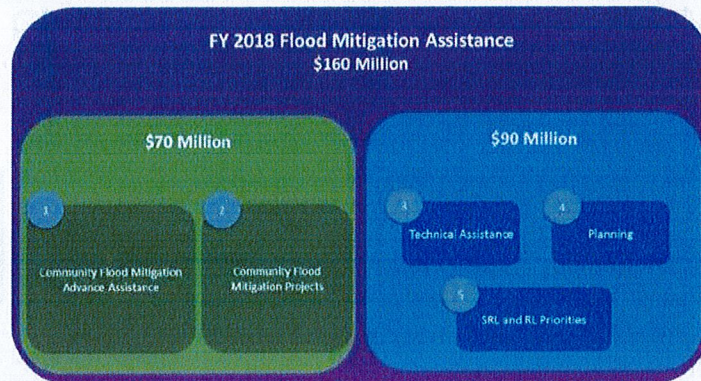 FY 2018 Flood Mitigation Assistance
$160 Million
$70 Million
1
Community Flood Mitigation
Advance Assistance
2
Community Flood
Mitigation Projects
$90 Million
3
Technical Assistance
4
Planning
5
SRL and RL Priorities